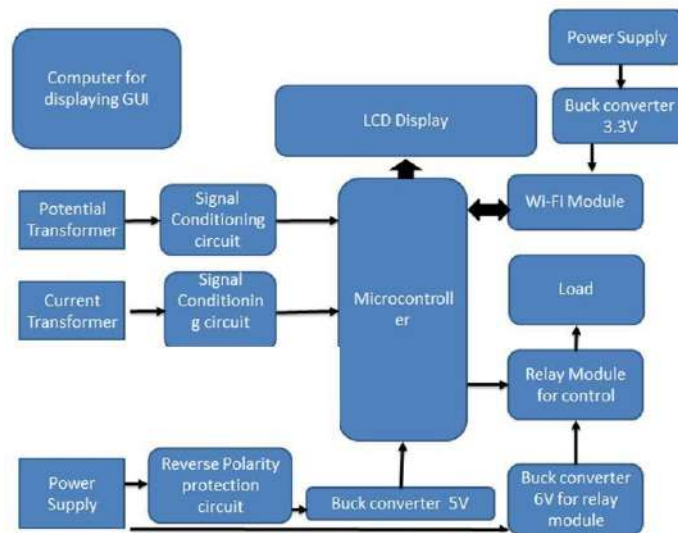 Computer for
displaying GUI
Power Supply
LCD Display
Buck converter
3.3V
Potential
Transformer
Signal
Conditioning
circuit
Wi-Fi Module
Current
Transformer
Signal
Conditionin
g circuit
Microcontroll
er
Load
Relay Module
for control
Power
Supply
Reverse Polarity
protection
circuit
Buck converter 5V
Buck converter
6V for relay
module